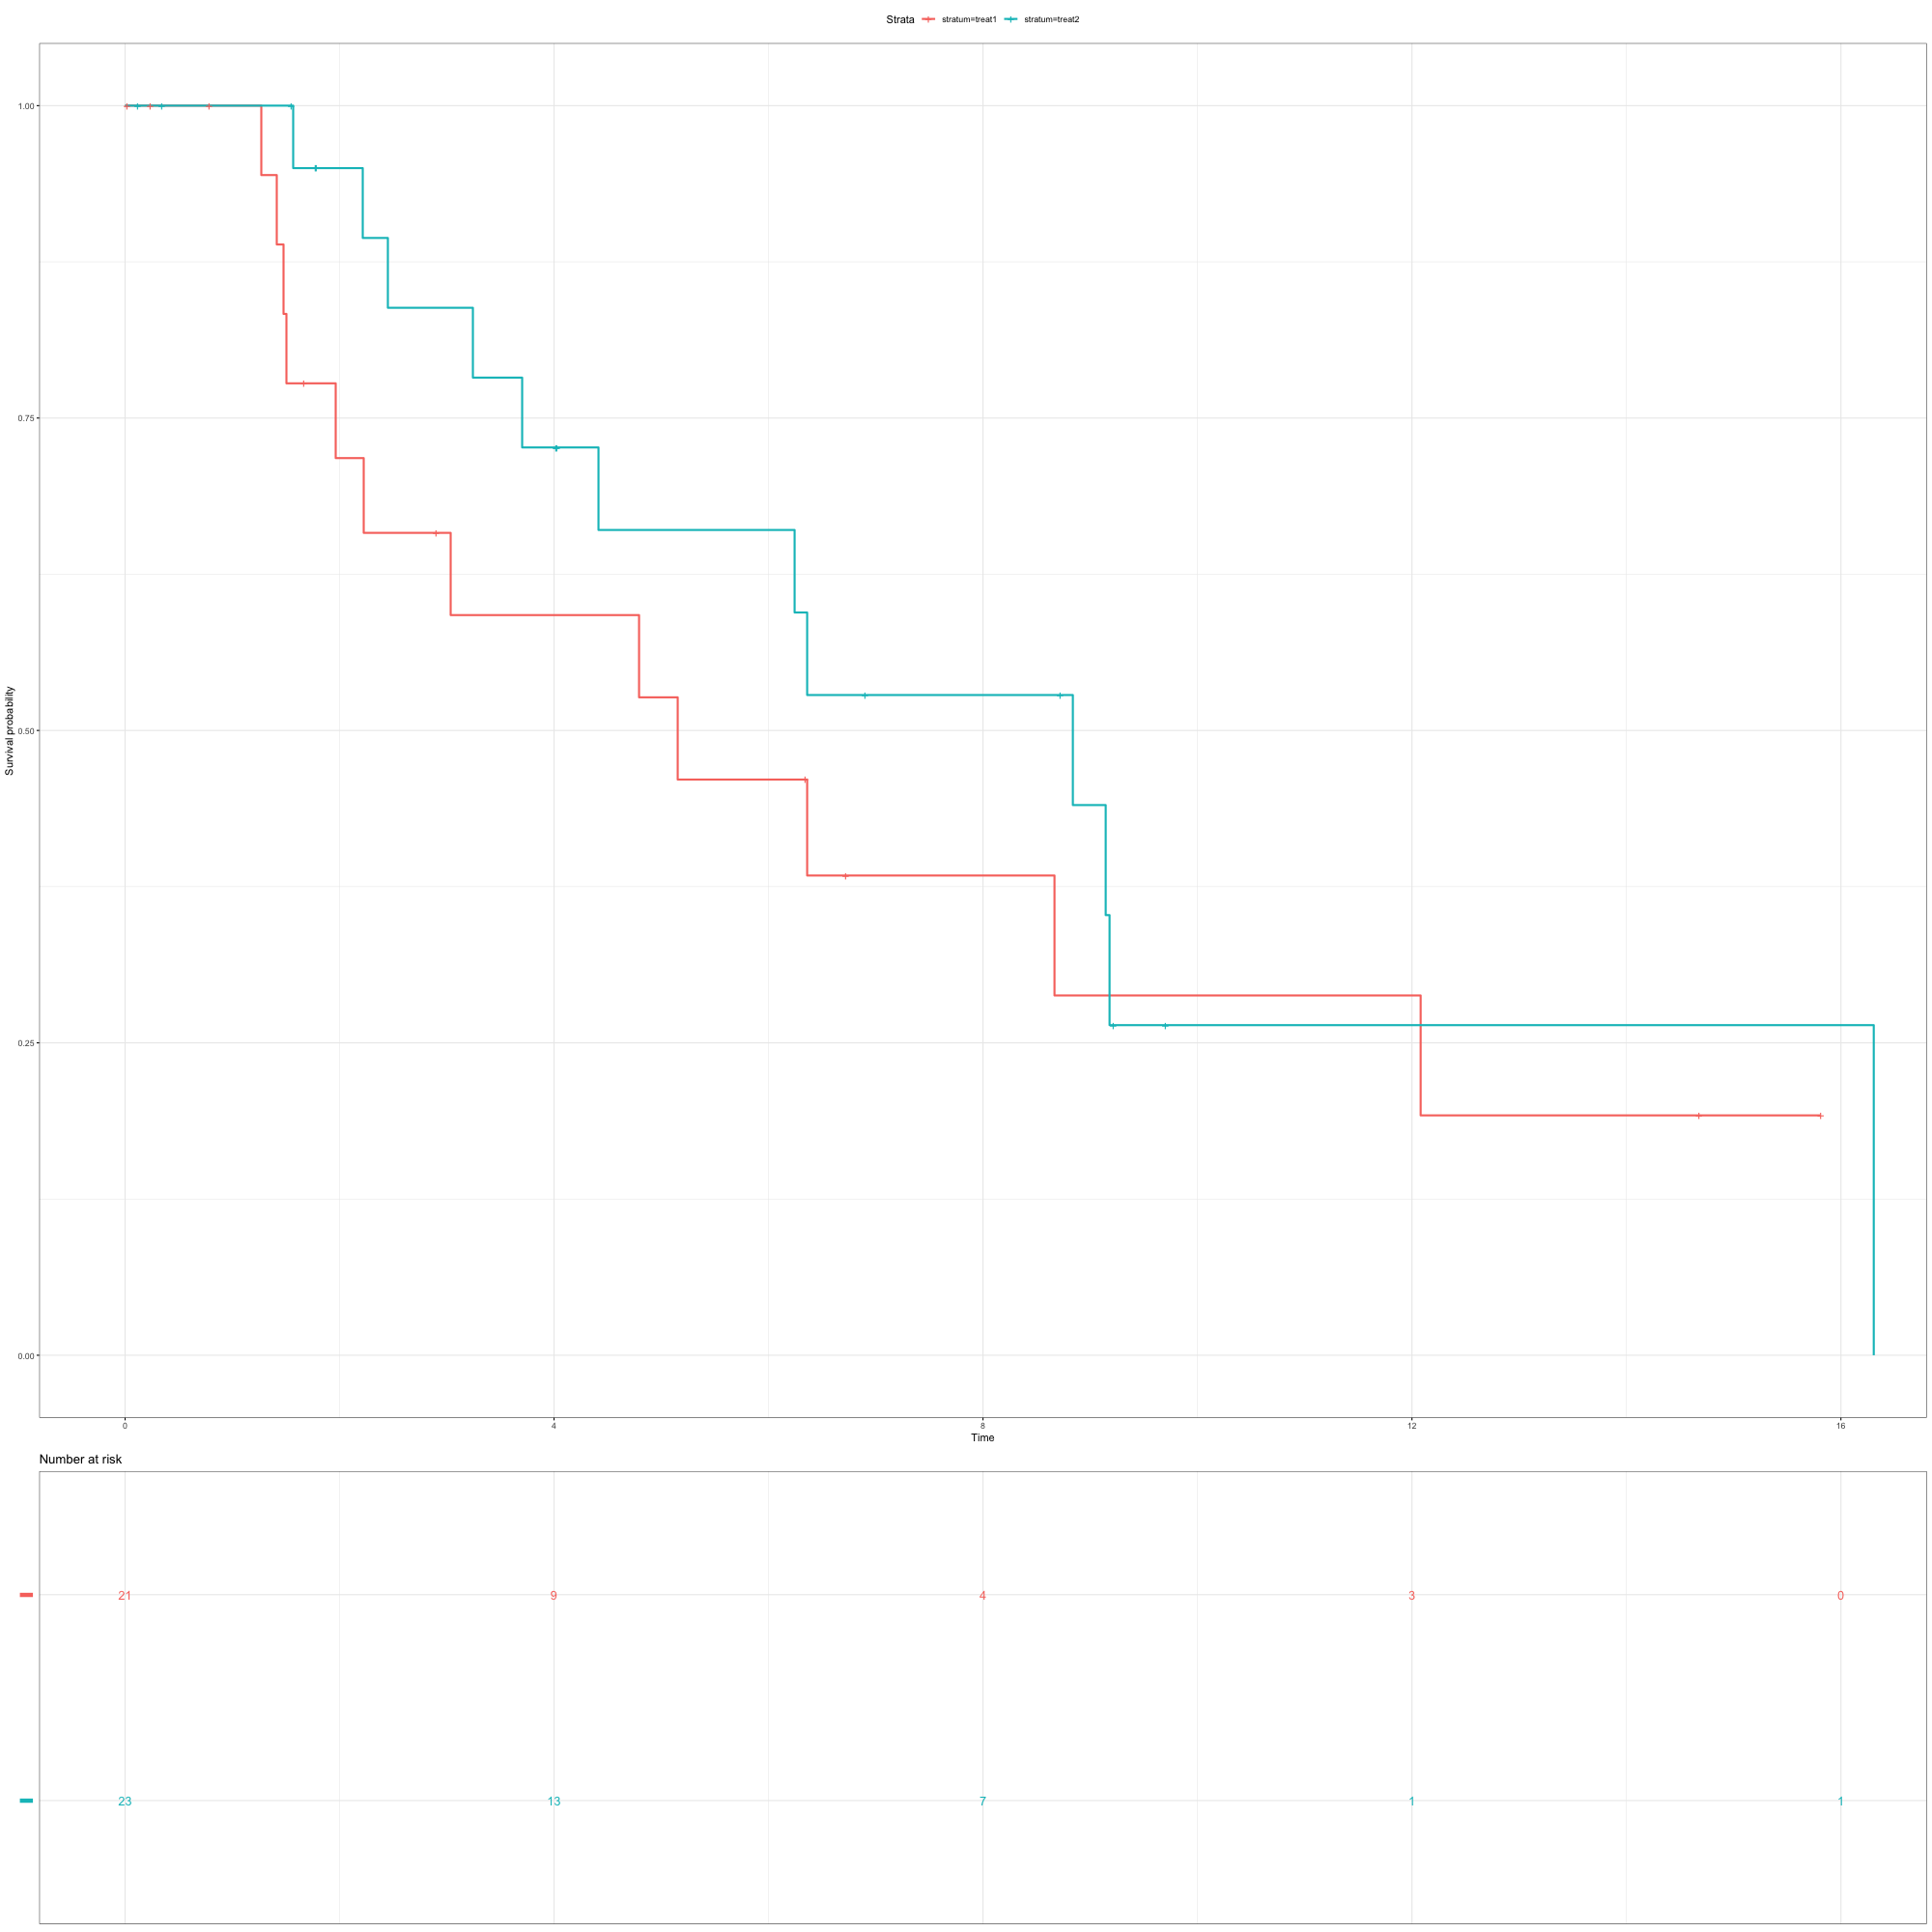 Strata stratum=treat1 stratum=treat2
1.00
0.75
0.50
0.25
0.00
Survival probability
0 4 8 12 16
Time
Number at risk
21 9 4 3 0
23 13 7 1 1